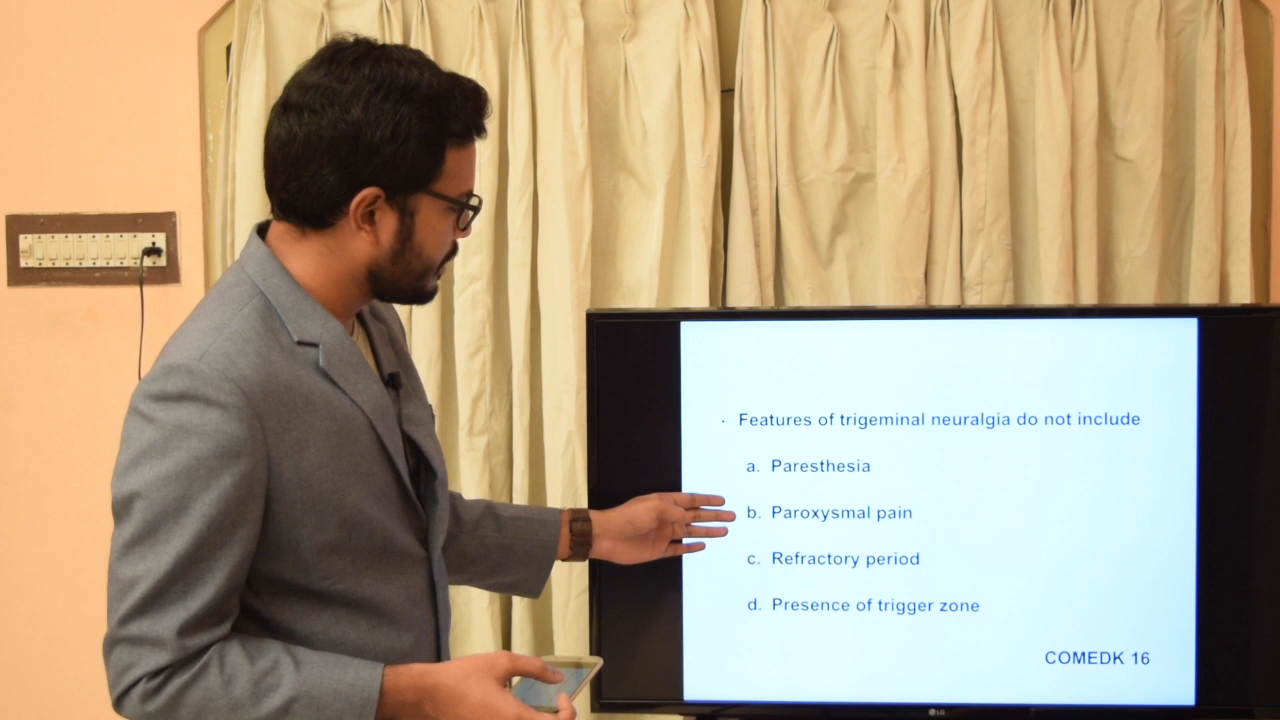 · Features of trigeminal neuralgia do not include
a. Paresthesia
b. Paroxysmal pain
c. Refractory period
d. Presence of trigger zone
COMEDK 16
LG